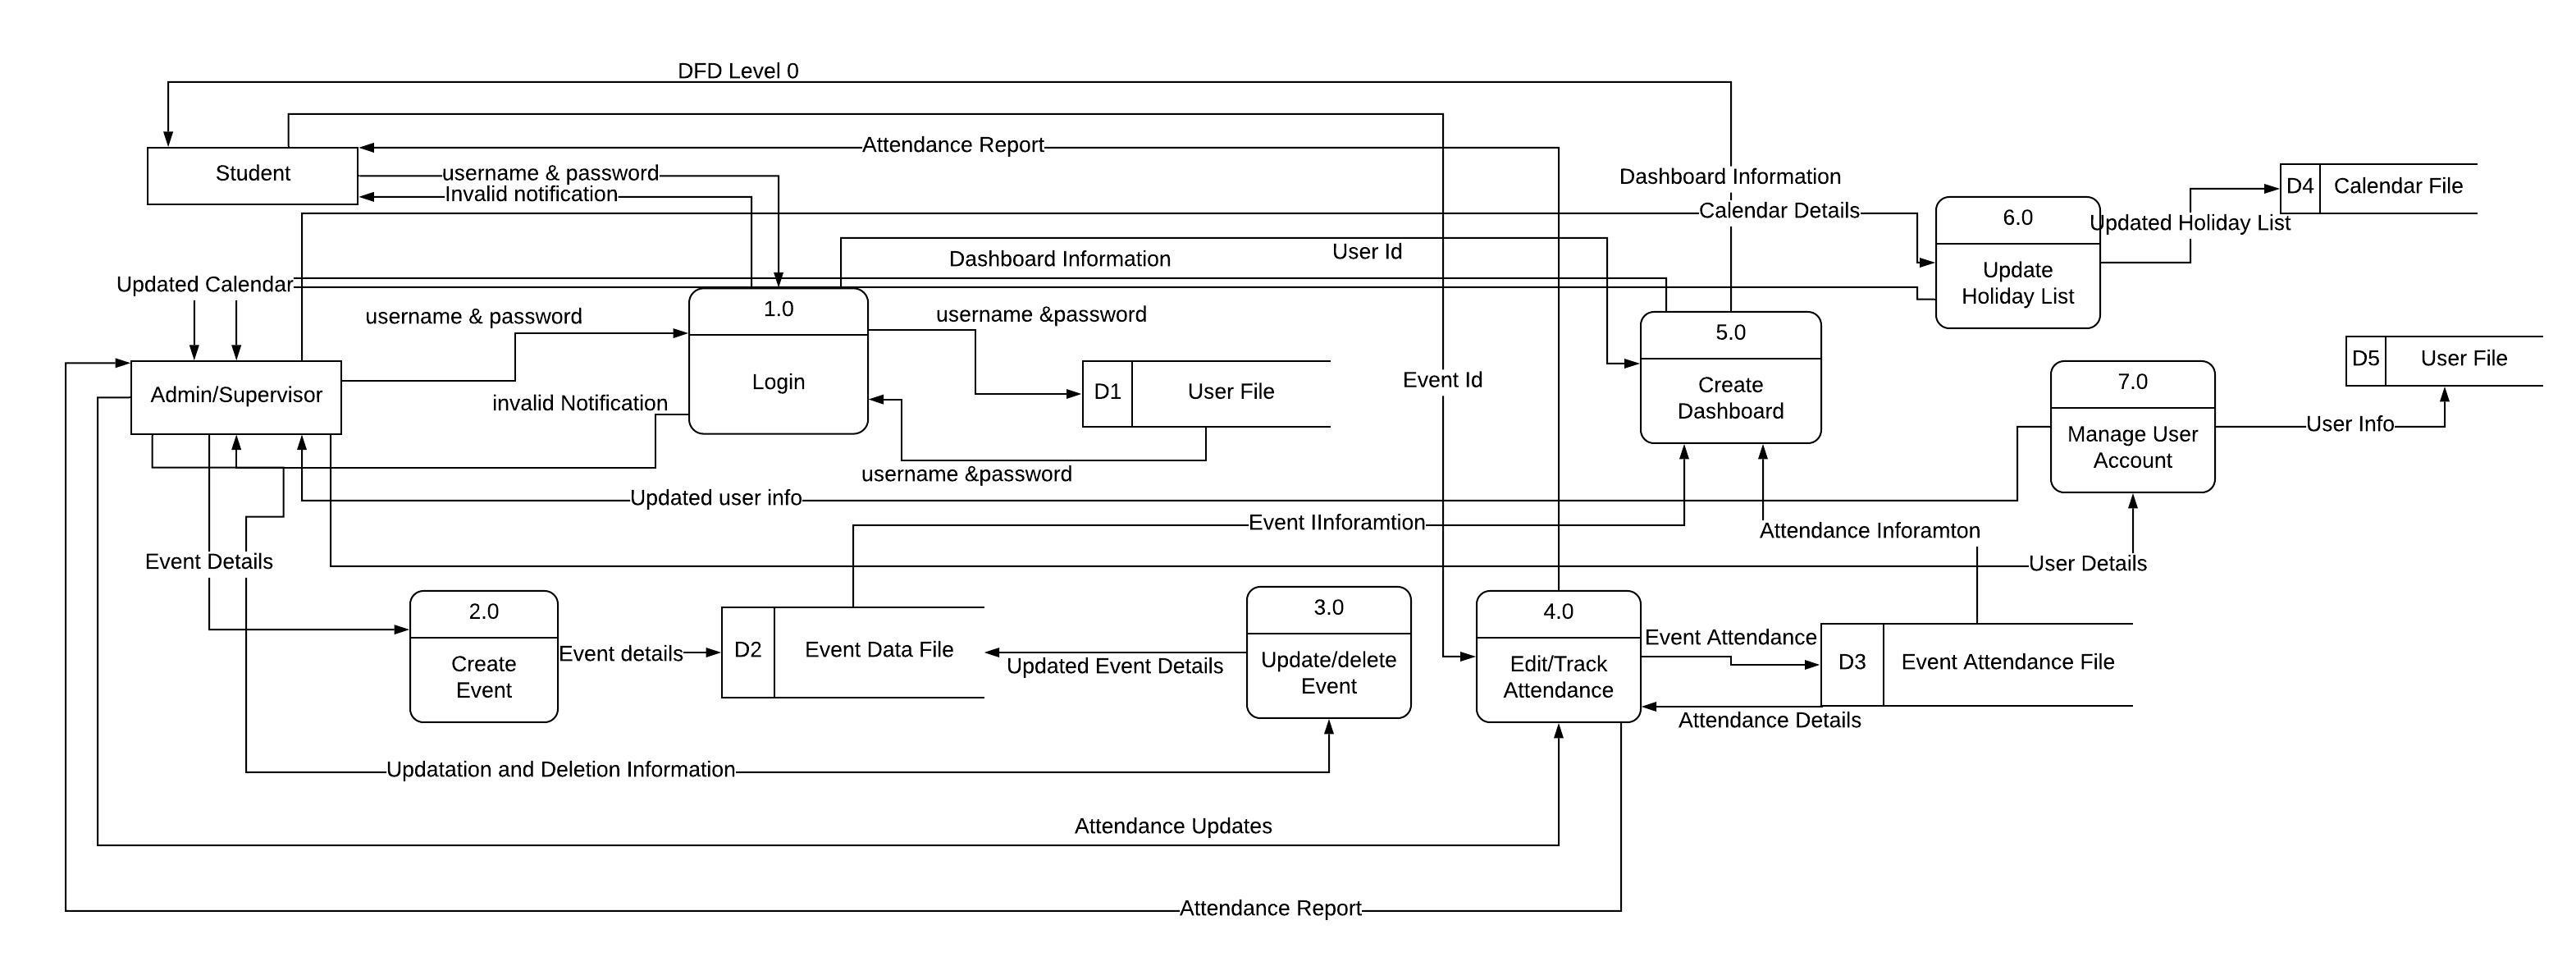 DFD Level 0
Attendance Report
Student
username & password
Invalid notification
Dashboard Information
Calendar Details
6.0
Update
Holiday List
D4
Calendar File
Updated Holiday List
User Id
Dashboard Information
Updated Calendar
username & password
1.0
Login
username &password
5.0
Create
Dashboard
D5
User File
Admin/Supervisor
invalid Notification
D1
User File
Event Id
7.0
Manage User
Account
User Info
username &password
Updated user info
Event IInforamtion
Attendance Inforamton
Event Details
User Details
2.0
Create
Event
Event details
D2
Event Data File
Updated Event Details
3.0
Update/delete
Event
4.0
Edit/Track
Attendance
Event Attendance
D3
Event Attendance File
Attendance Details
Updatation and Deletion Information
Attendance Updates
Attendance Report